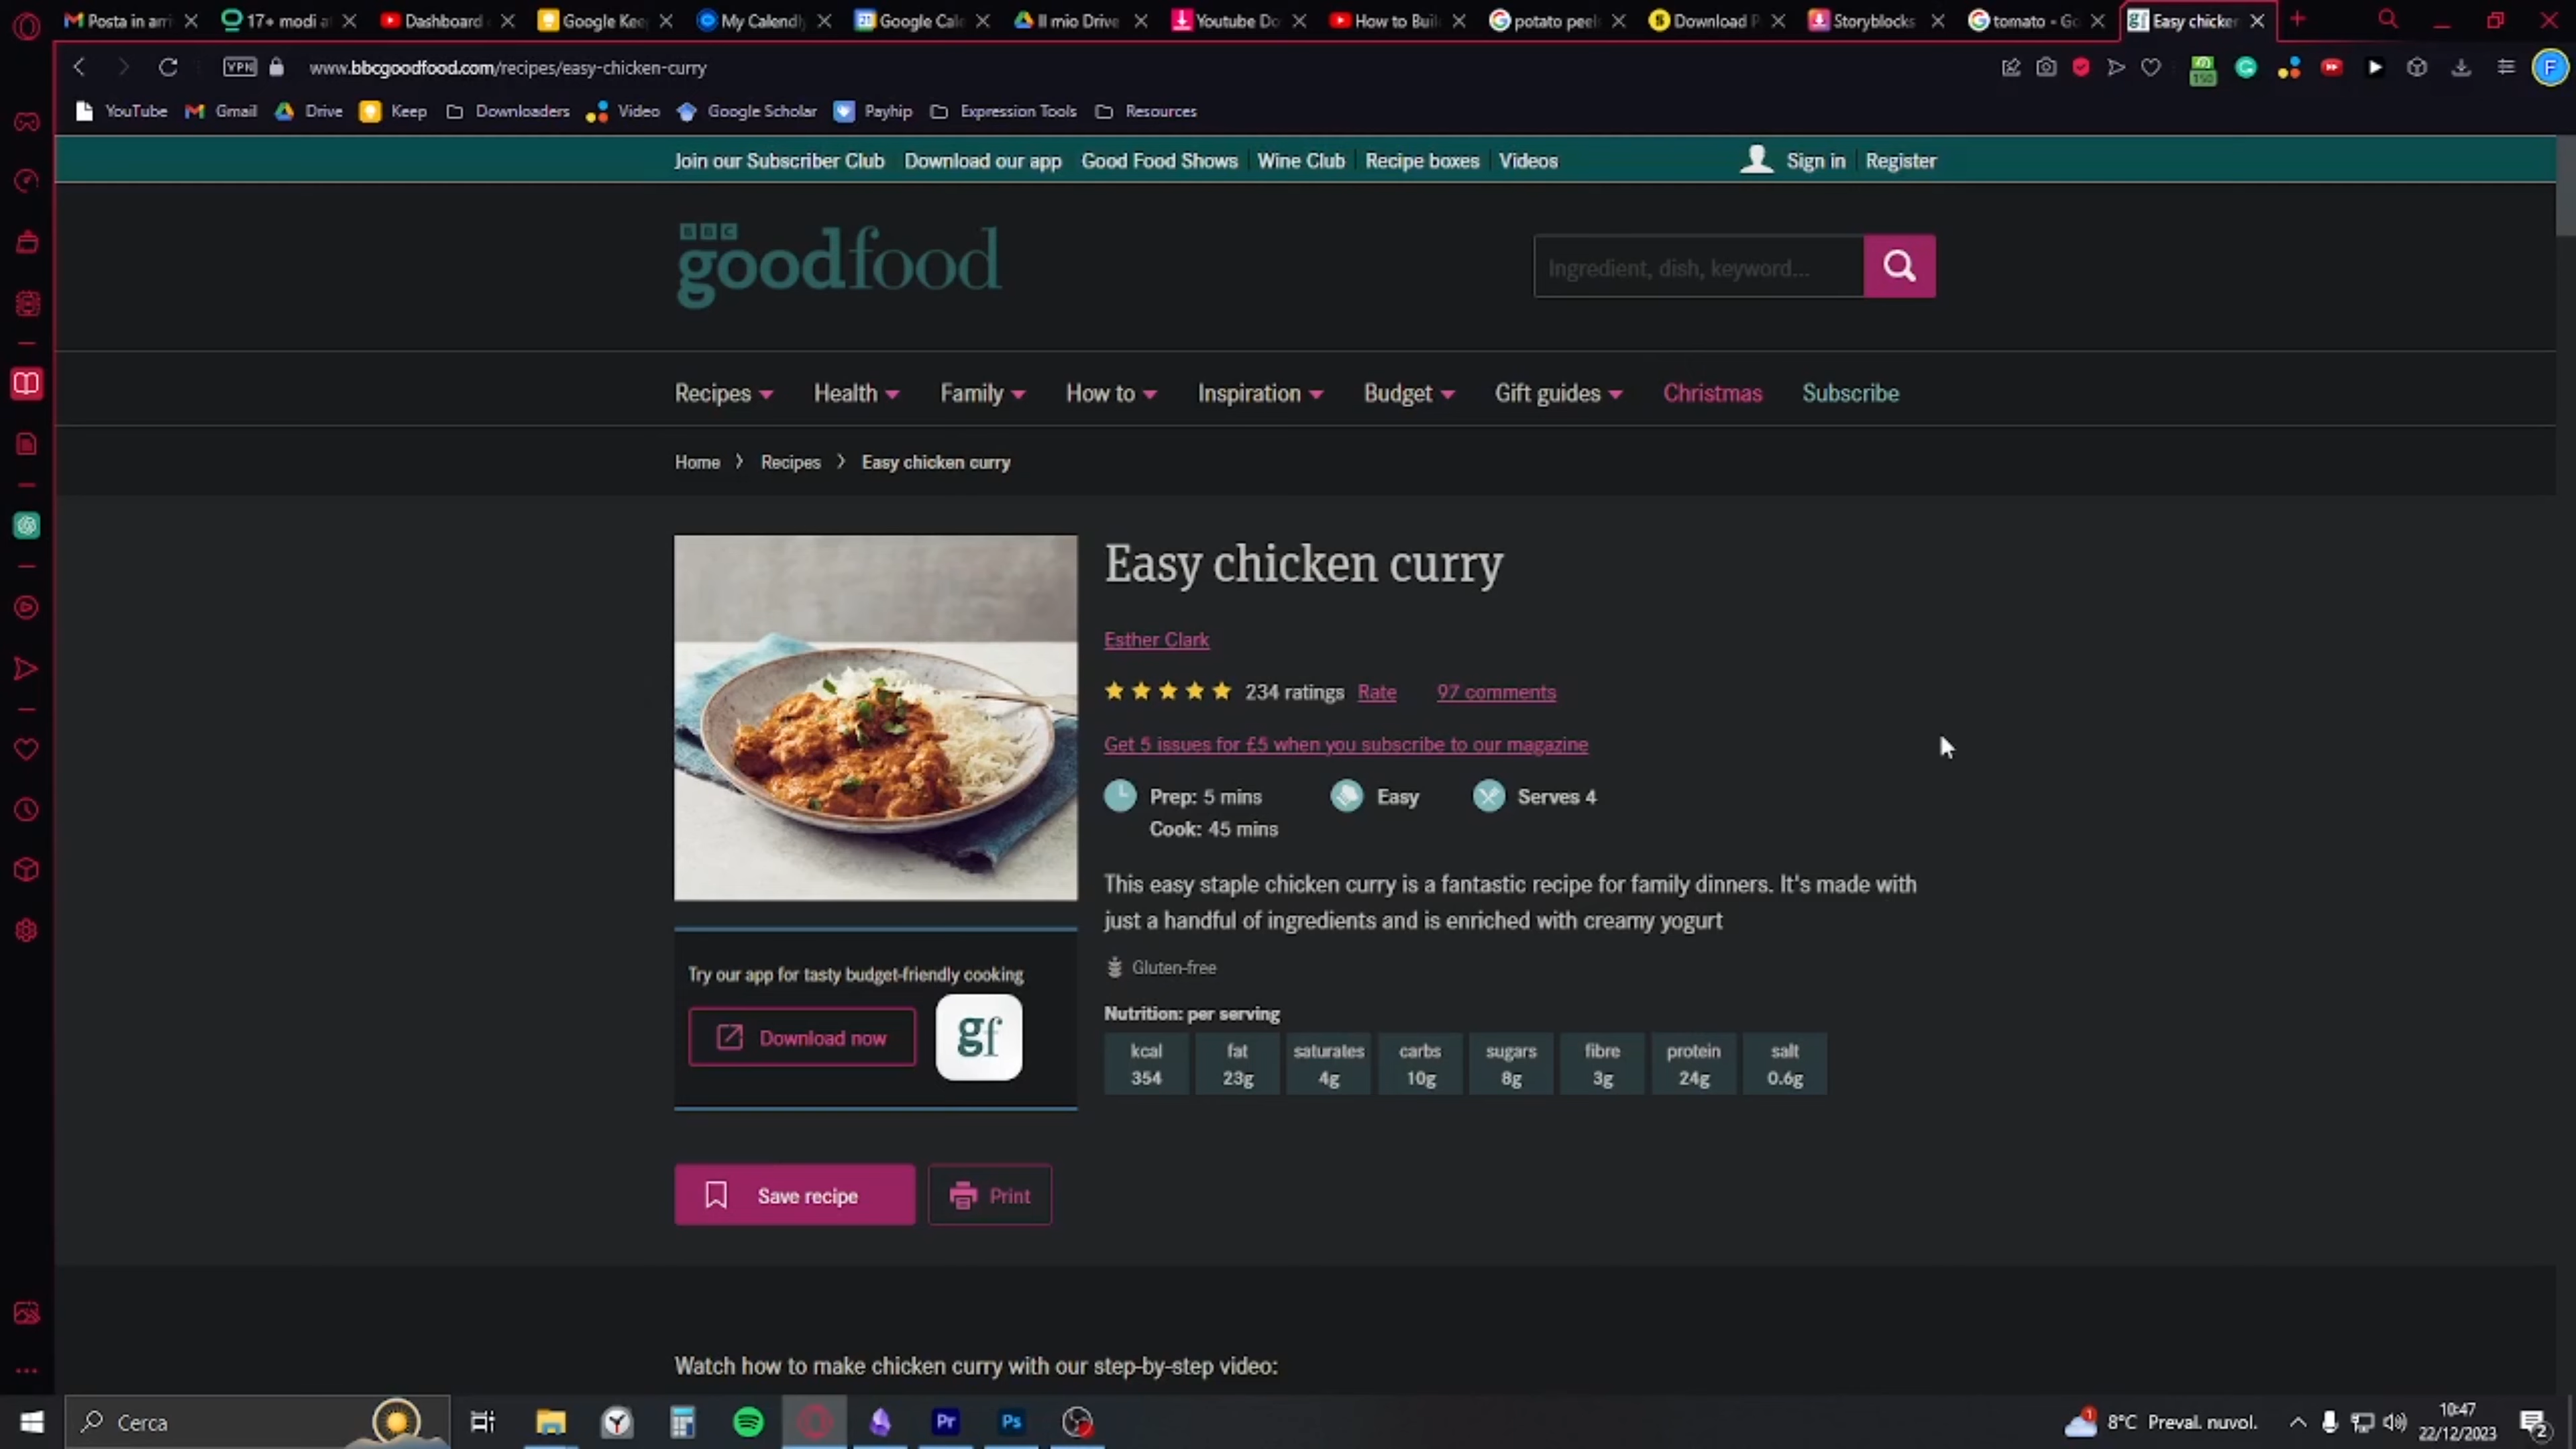 Posta in arri
17+ modi a
Dashboard
Google Kee
My Calendly
Google Cale
Il mio Drive
Youtube Do
How to Buil
potato peels
Download P
Storyblocks
tomato - Go
Easy chicken
VPN
www.bbcgoodfood.com/recipes/easy-chicken-curry
150
F
YouTube
Gmail
Drive
Keep
Downloaders
Video
Google Scholar
Payhip
Expression Tools
Resources
Join our Subscriber Club
Download our app
Good Food Shows
Wine Club
Recipe boxes
Videos
Sign in
Register
BBC
goodfood
Ingredient, dish, keyword...
Recipes
Health
Family
How to
Inspiration
Budget
Gift guides
Christmas
Subscribe
Home > Recipes > Easy chicken curry
Easy chicken curry
Esther Clark
234 ratings Rate 97 comments
Get 5 issues for £5 when you subscribe to our magazine
Prep: 5 mins
Cook: 45 mins
Easy
Serves 4
This easy staple chicken curry is a fantastic recipe for family dinners. It's made with
just a handful of ingredients and is enriched with creamy yogurt
Gluten-free
Nutrition: per serving
kcal fat saturates carbs sugars fibre protein salt
354 23g 4g 10g 8g 3g 24g 0.6g
Try our app for tasty budget-friendly cooking
Download now
gf
Save recipe
Print
Watch how to make chicken curry with our step-by-step video:
Cerca
Pr
Ps
1
8°C Preval. nuvol.
10:47
22/12/2023
2